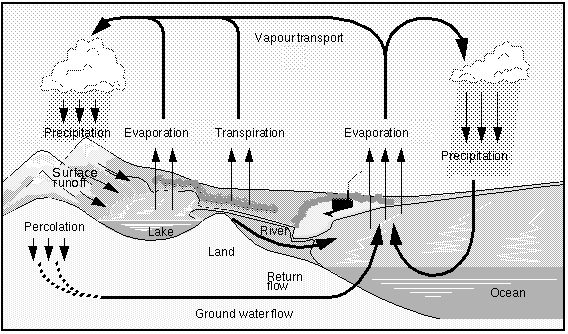 Vapour transport
Precipitation
Evaporation
Transpiration
Evaporation
Precipitation
Surface
runoff
Percolation
Lake
River
Land
Return
flow
Ocean
Ground water flow